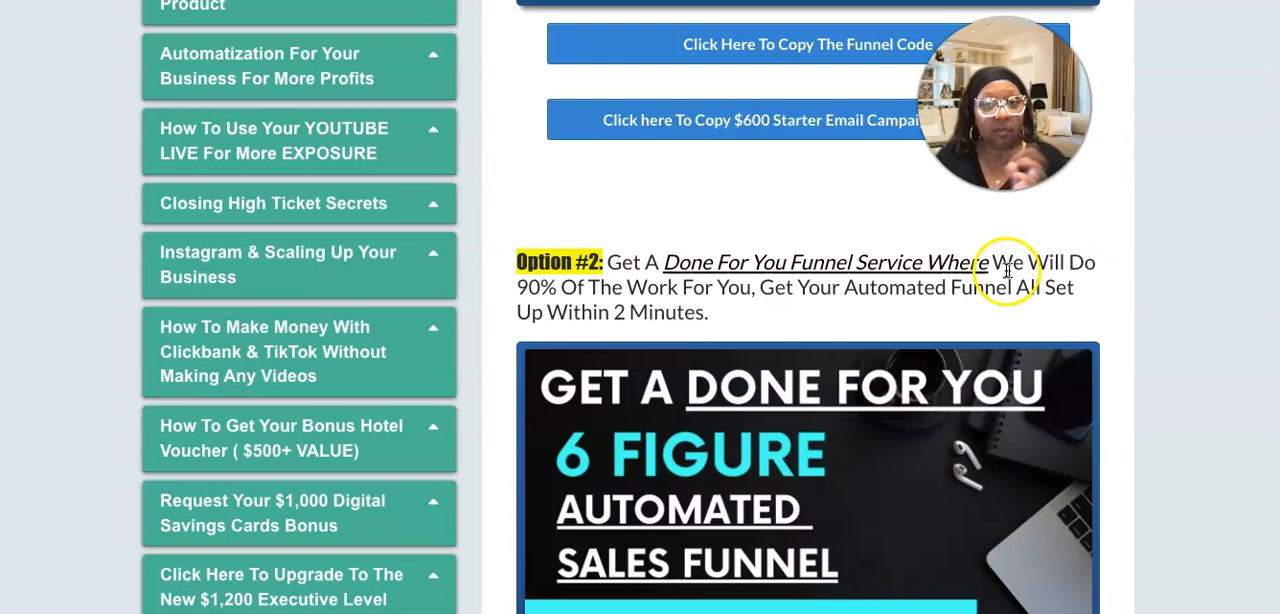 Product
Automatization For Your
Business For More Profits
How To Use Your YOUTUBE
LIVE For More EXPOSURE
Closing High Ticket Secrets
Instagram & Scaling Up Your
Business
How To Make Money With
Clickbank & TikTok Without
Making Any Videos
How To Get Your Bonus Hotel
Voucher ( $500+ VALUE)
Request Your $1,000 Digital
Savings Cards Bonus
Click Here To Upgrade To The
New $1,200 Executive Level
Click Here To Copy The Funnel Code
Click here To Copy $600 Starter Email Campai
Option #2: Get A Done For You Funnel Service Where We Will Do
90% Of The Work For You, Get Your Automated Funnel All Set
Up Within 2 Minutes.
GET A DONE FOR YOU
6 FIGURE
AUTOMATED
SALES FUNNEL